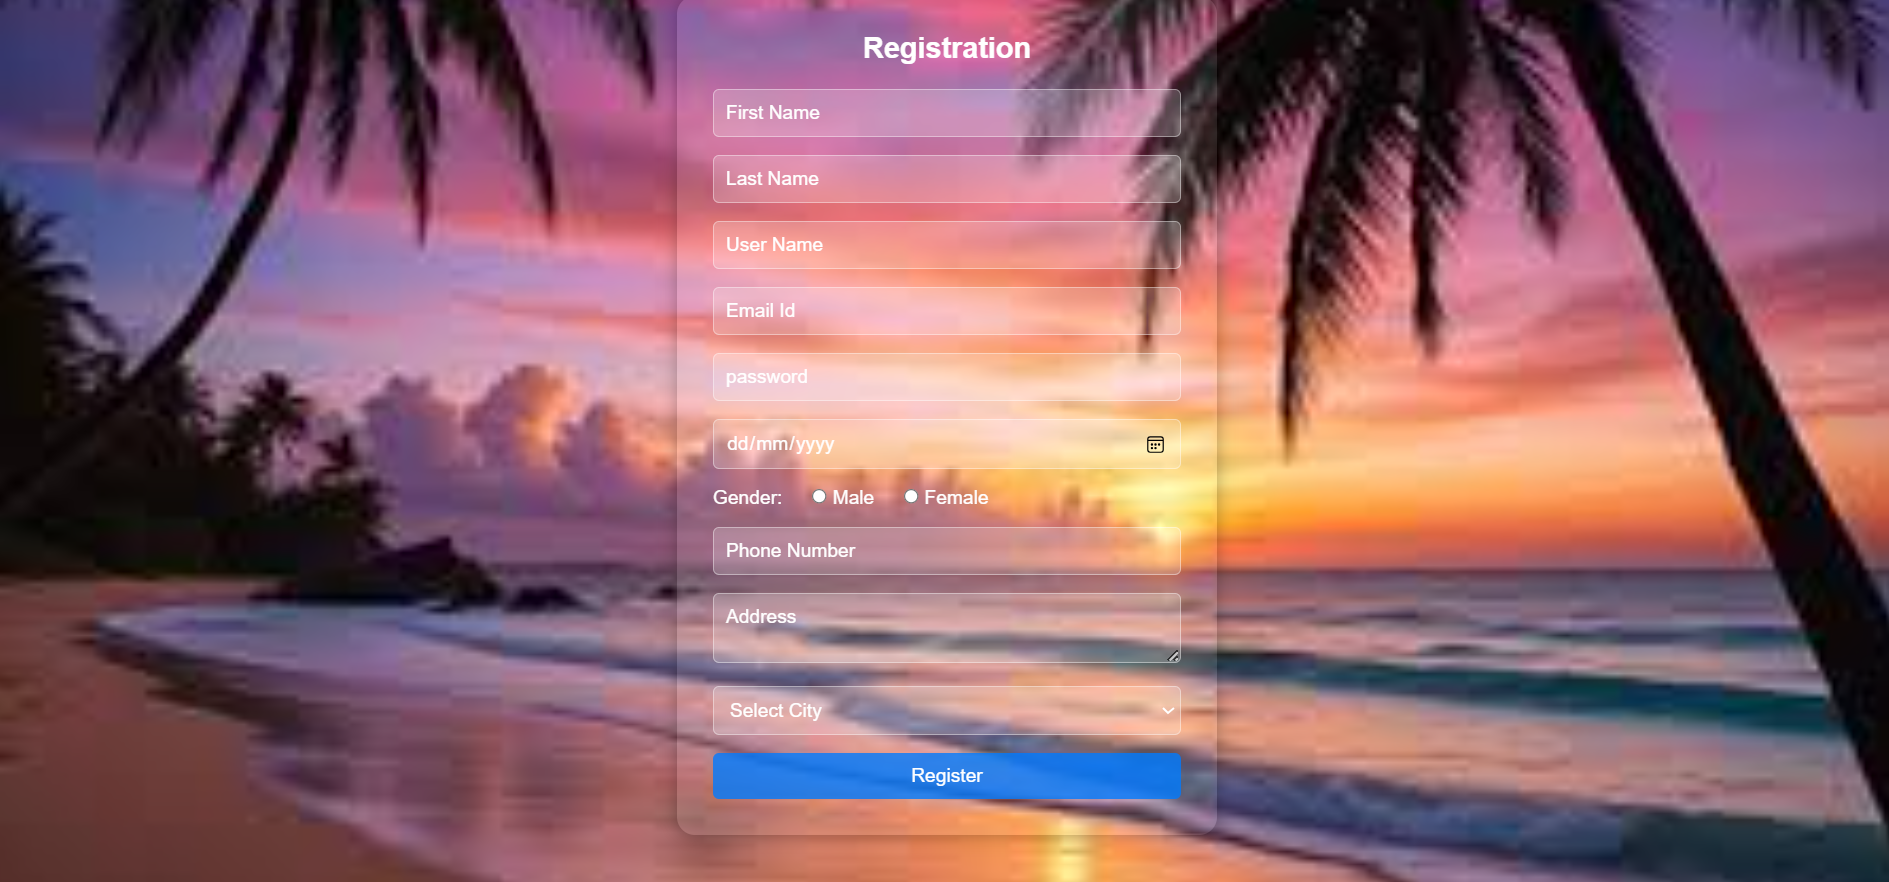 Registration
First Name
Last Name
User Name
Email Id
password
dd/mm/yyyy
Gender: Male Female
Phone Number
Address
Select City
Register